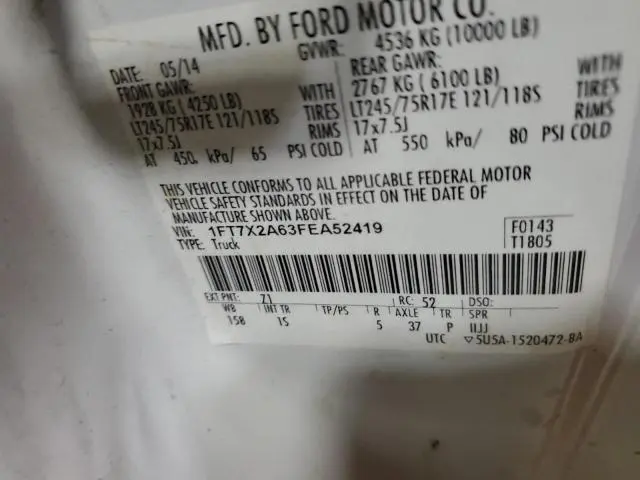 MFD. BY FORD MOTOR CO.
DATE: 05/14 GVWR: 4536 KG (10000 LB)
FRONT GAWR: WITH REAR GAWR: WITH
1928 KG ( 4250 LB) TIRES 2767 KG ( 6100 LB) TIRES
LT245/75R17E 121/118S RIMS LT245/75R17E 121/118S RIMS
17x7.5J 17x7.5J
AT 450 kPa/ 65 PSI COLD AT 550 kPa/ 80 PSI COLD
THIS VEHICLE CONFORMS TO ALL APPLICABLE FEDERAL MOTOR
VEHICLE SAFETY STANDARDS IN EFFECT ON THE DATE OF
MANUFACTURE SHOWN ABOVE.
VIN: 1FT7X2A63FEA52419 F0143
TYPE: Truck T1805
EXT PNT: Z1 RC: 52 DSO:
WB INT TR TP/PS R AXLE TR SPR
158 IS 5 37 P IIJJ
UTC ▽5U5A-1520472-BA